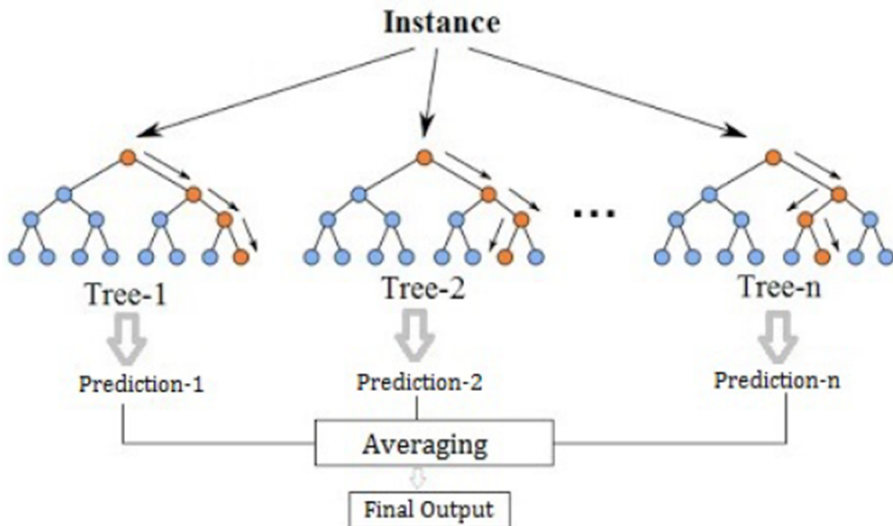 Instance
...
Tree-1
Tree-2
Tree-n
Prediction-1
Prediction-2
Prediction-n
Averaging
Final Output